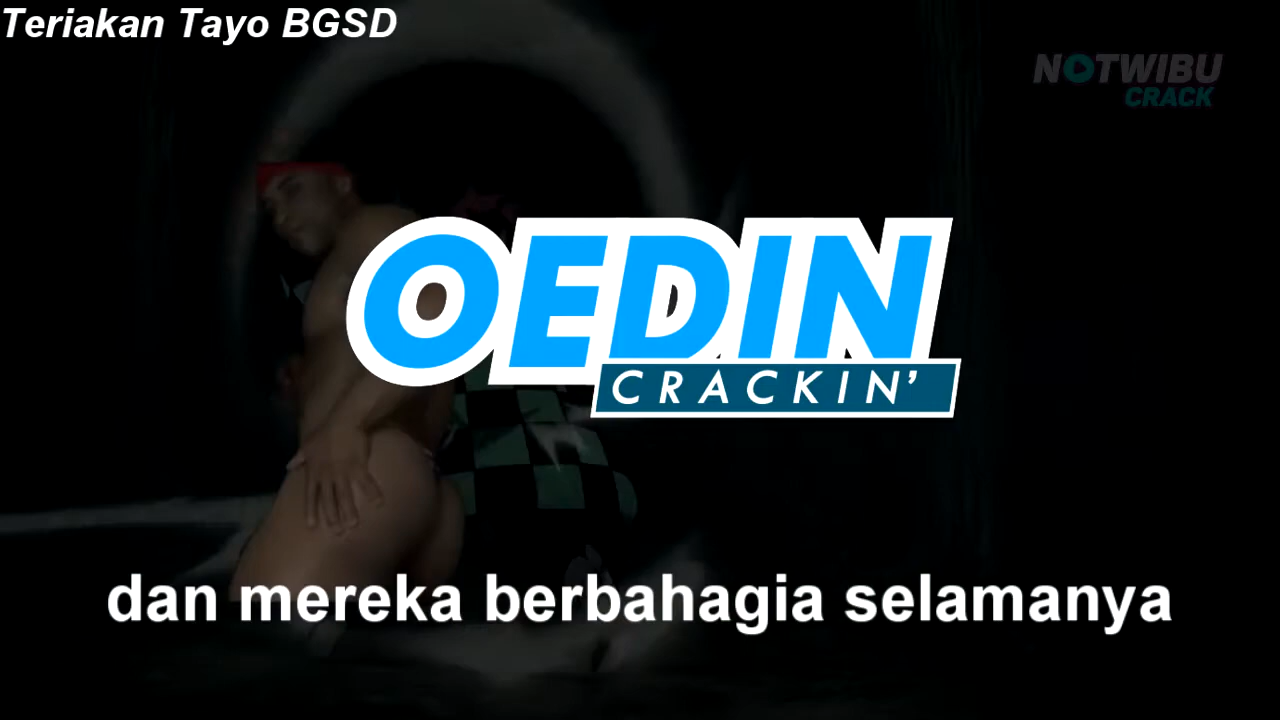 Teriakan Tayo BGSD
NOTWIBU
CRACK
OEDIN
CRACKIN’
dan mereka berbahagia selamanya